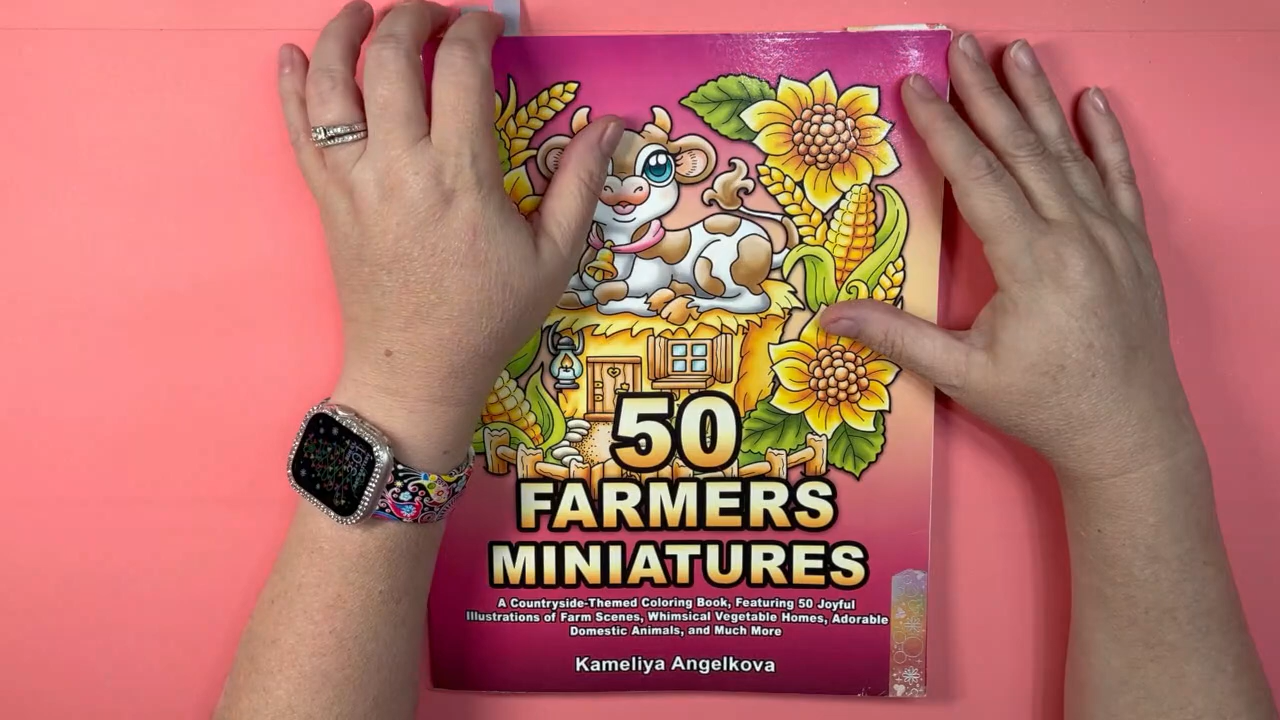 50
FARMERS
MINIATURES
A Countryside-Themed Coloring Book, Featuring 50 Joyful
Illustrations of Farm Scenes, Whimsical Vegetable Homes, Adorable
Domestic Animals, and Much More
Kameliya Angelkova